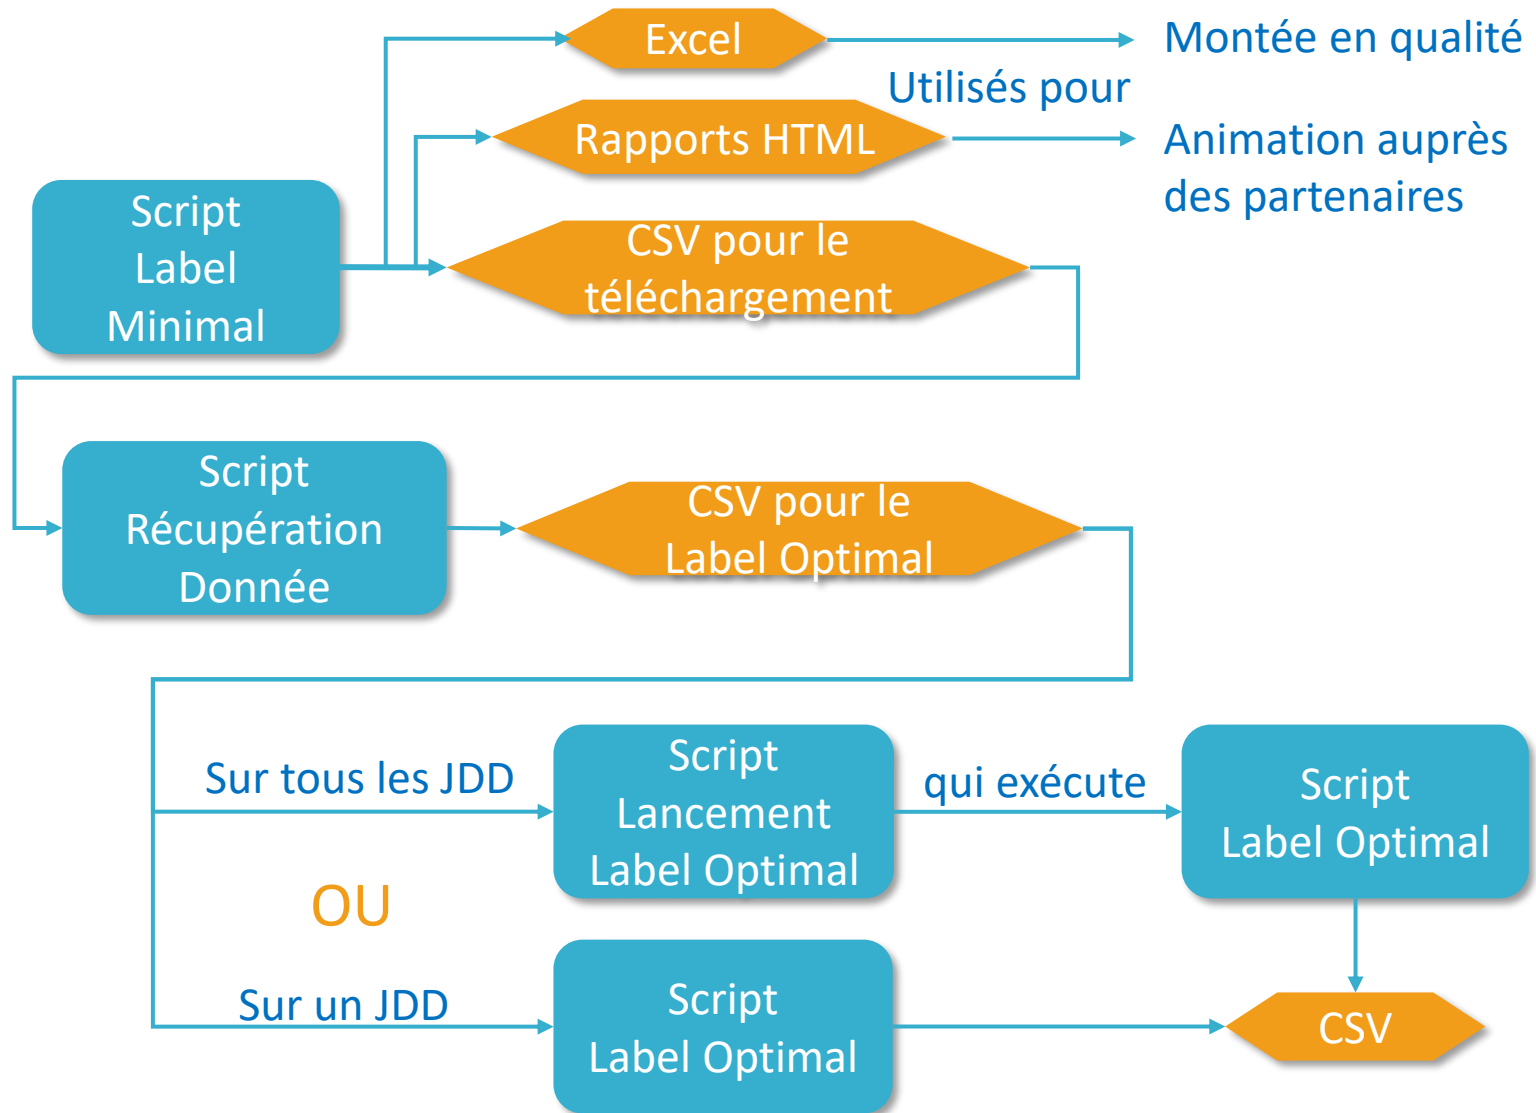 Excel
Montée en qualité
Utilisés pour
Rapports HTML
Animation auprès
des partenaires
Script
Label
Minimal
CSV pour le
téléchargement
Script
Récupération
Donnée
CSV pour le
Label Optimal
Sur tous les JDD
Script
Lancement
Label Optimal
qui exécute
Script
Label Optimal
OU
Sur un JDD
Script
Label Optimal
CSV